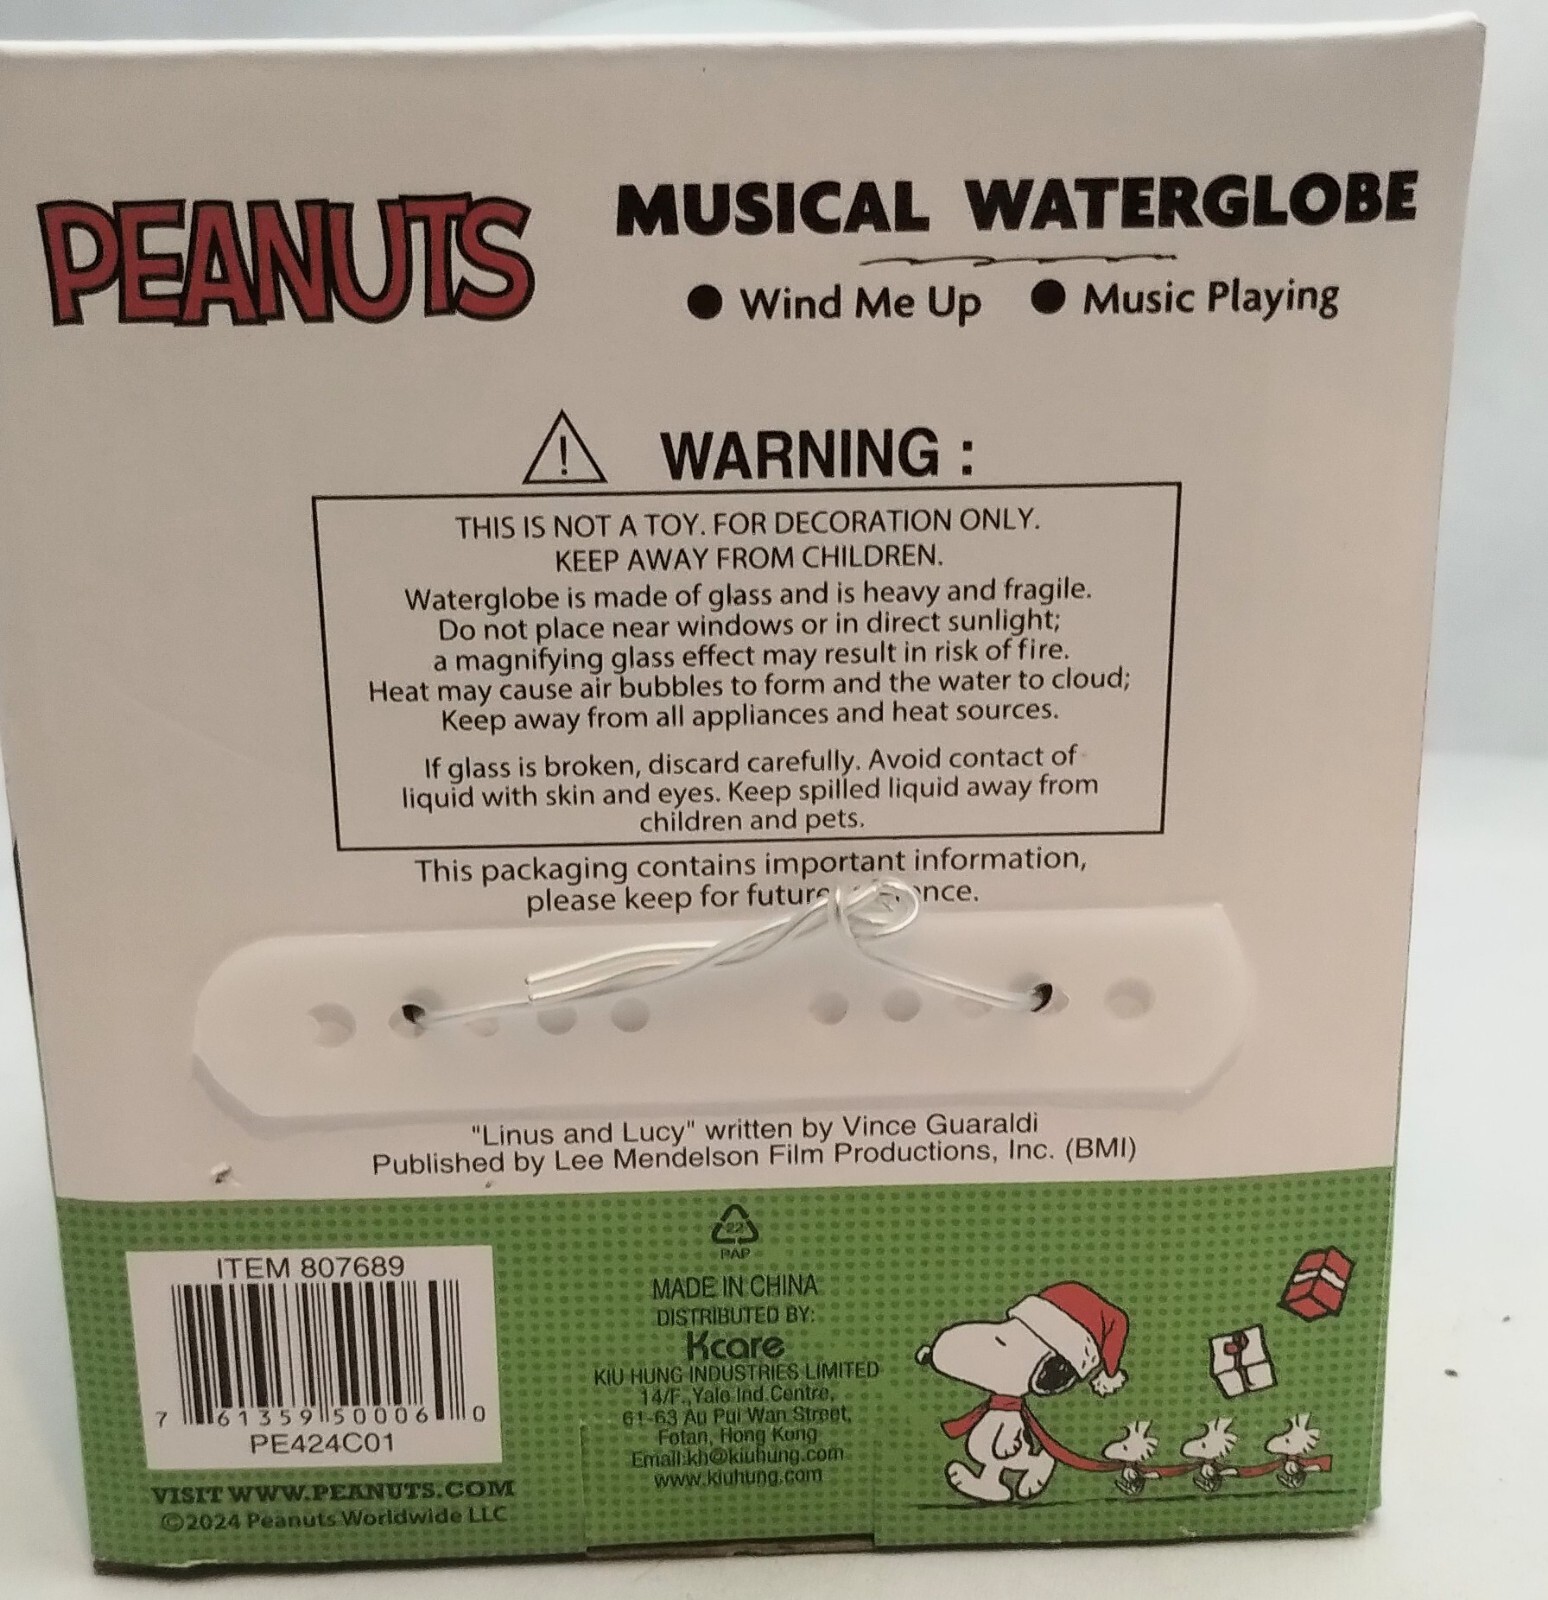 PEANUTS
MUSICAL WATERGLOBE
● Wind Me Up ● Music Playing
WARNING :
THIS IS NOT A TOY. FOR DECORATION ONLY.
KEEP AWAY FROM CHILDREN.
Waterglobe is made of glass and is heavy and fragile.
Do not place near windows or in direct sunlight;
a magnifying glass effect may result in risk of fire.
Heat may cause air bubbles to form and the water to cloud;
Keep away from all appliances and heat sources.
If glass is broken, discard carefully. Avoid contact of
liquid with skin and eyes. Keep spilled liquid away from
children and pets.
This packaging contains important information,
please keep for future
"Linus and Lucy" written by Vince Guaraldi
Published by Lee Mendelson Film Productions, Inc. (BMI)
ITEM 807689
7 61359 50006 0
PE424C01
VISIT WWW.PEANUTS.COM
©2024 Peanuts Worldwide LLC
22
PAP
MADE IN CHINA
DISTRIBUTED BY:
Kcare
KIU HUNG INDUSTRIES LIMITED
14/F., Yale Ind.Centre,
61-63 Au Pui Wan Street,
Fotan, Hong Kong
Email:kh@kiuhung.com
www.kiuhung.com